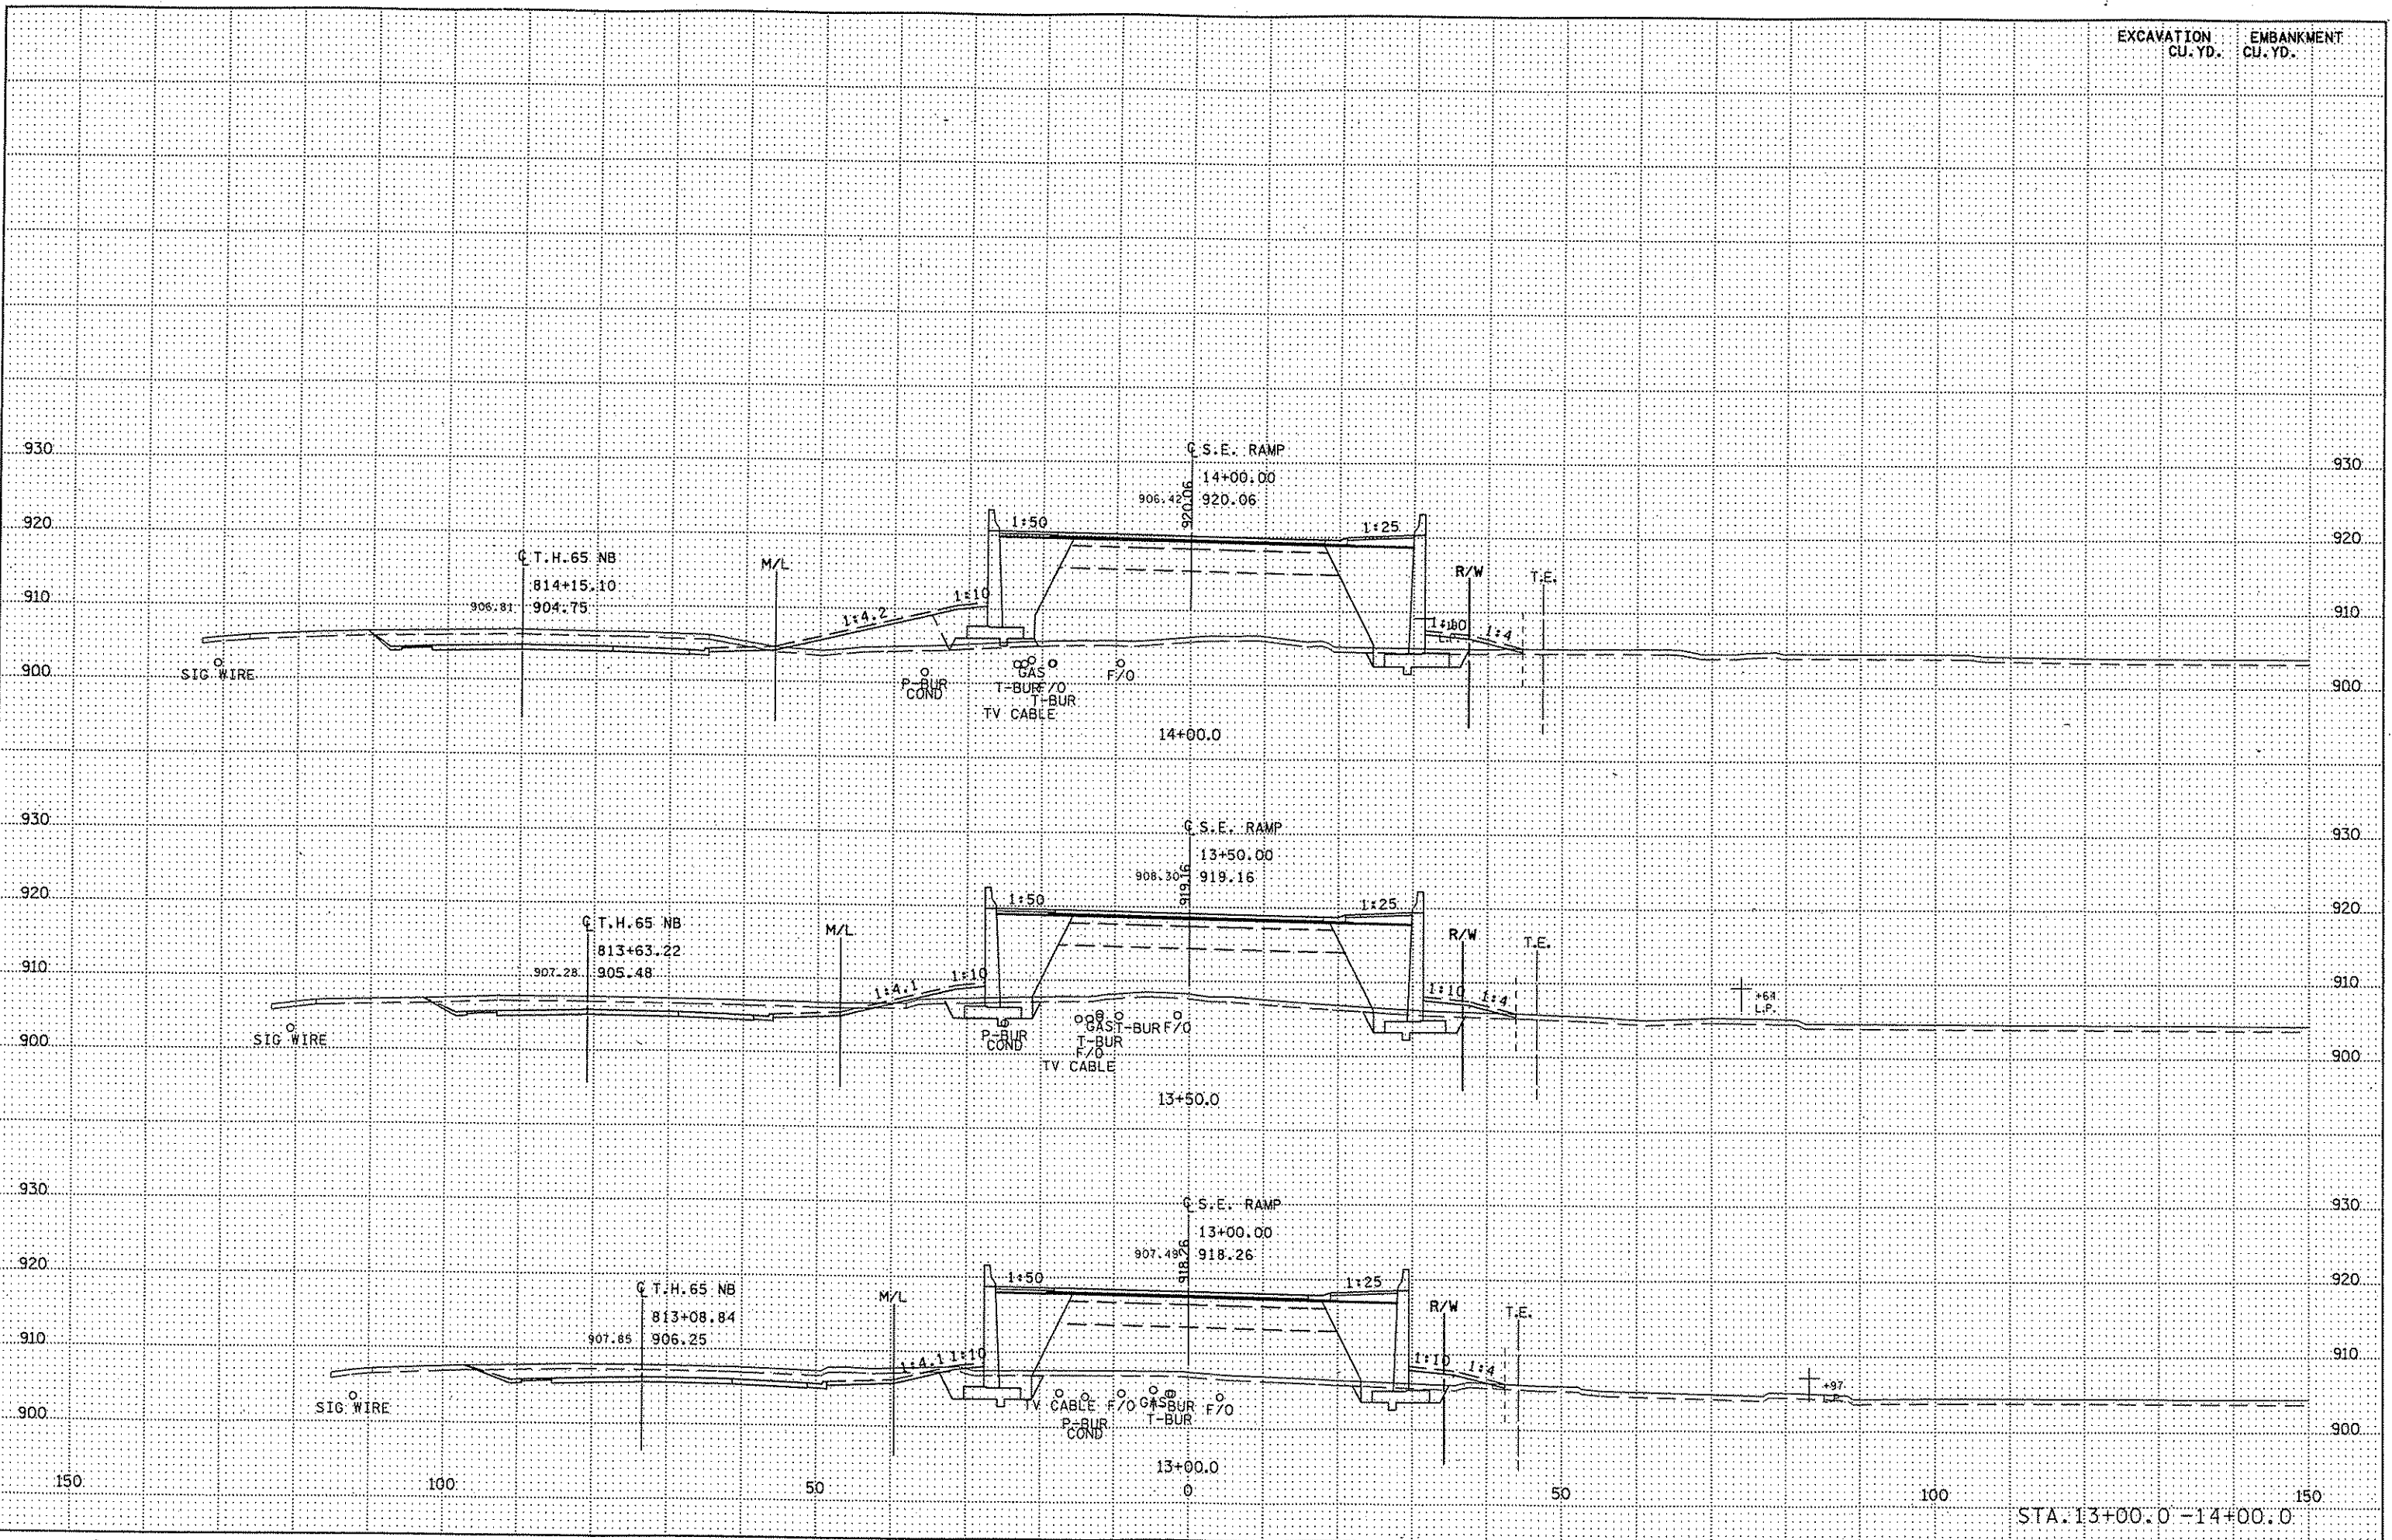 EXCAVATION EMBANKMENT
CU.YD. CU.YD.
930 ℄ S.E. RAMP 930
14+00.00
906.42 920.06 920.06
920 1:50 1:25 920
℄ T.H.65 NB M/L R/W T.E.
814+15.10
910 906.81 904.75 1:4.2 1:10 1:10 1:4 910
SIG WIRE GAS F/O
900 P-BUR T-BUR F/O 900
COND T-BUR
TV CABLE
14+00.0
930 ℄ S.E. RAMP 930
13+50.00
908.30 919.16 919.16
920 1:50 1:25 920
℄ T.H.65 NB M/L R/W T.E.
813+63.22
910 907.28 905.48 1:4.1 1:10 1:10 1:4 910
+64
L.P.
SIG WIRE P-BUR GAS T-BUR F/O
900 COND T-BUR 900
F/O
TV CABLE
13+50.0
930 ℄ S.E. RAMP 930
13+00.00
907.49 918.26 918.26
920 1:50 1:25 920
℄ T.H.65 NB M/L R/W T.E.
813+08.84
910 907.85 906.25 1:4.1 1:10 1:10 1:4 910
+97
SIG WIRE TV CABLE F/O GAS T-BUR F/O
900 P-BUR T-BUR 900
COND
13+00.0
150 100 50 0 50 100 150
STA.13+00.0 -14+00.0